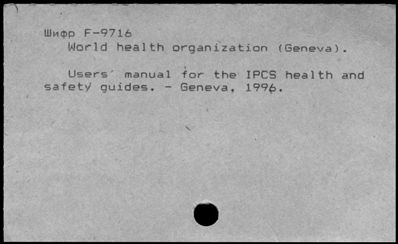 Шифр F-9716
World health organization (Geneva).
Users' manual for the IPCS health and
safety guides. - Geneva, 1996.